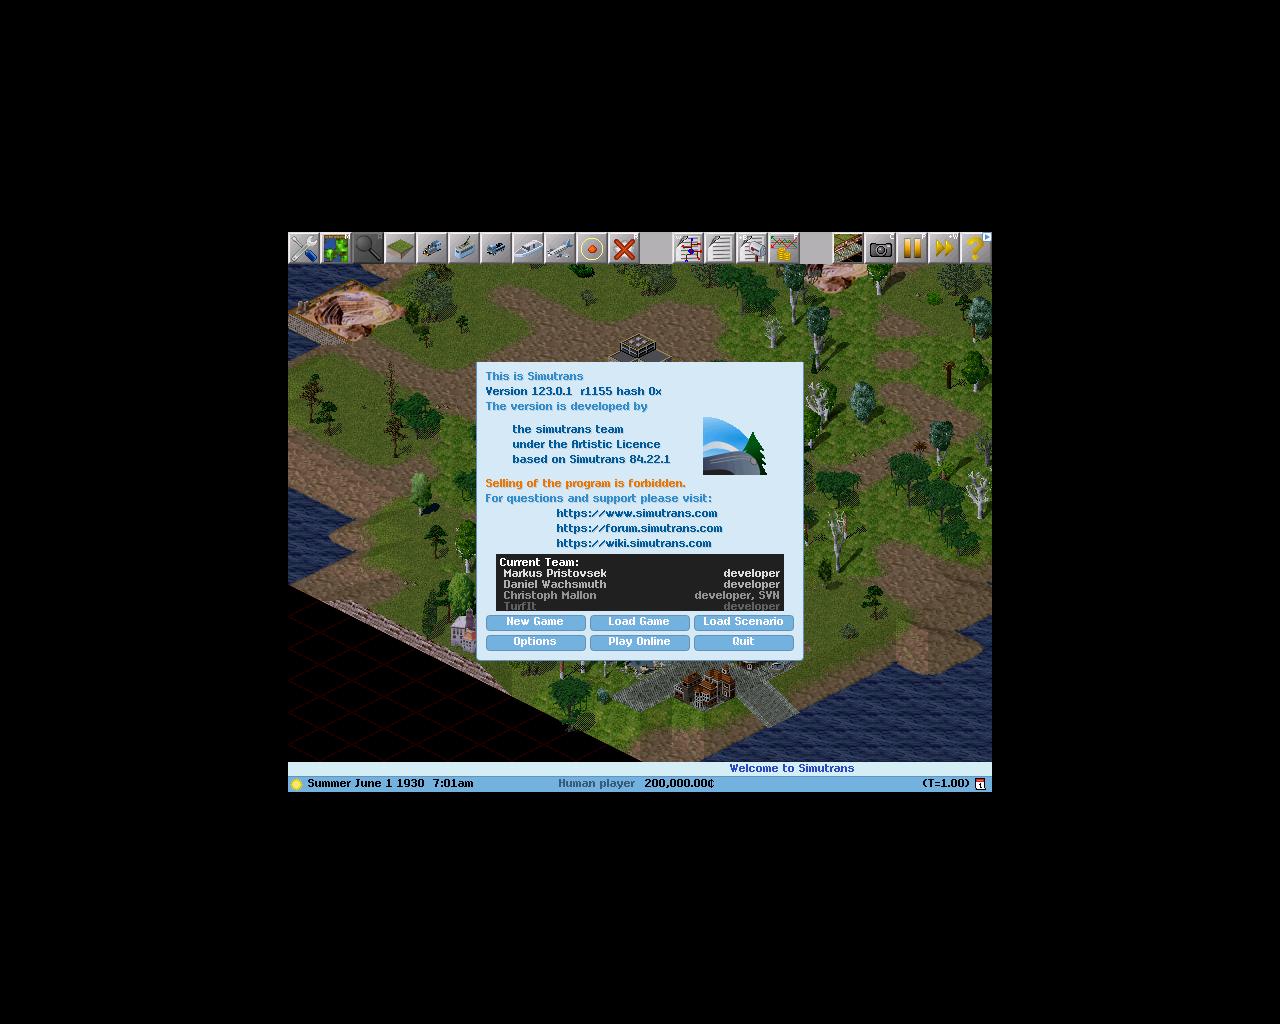 This is Simutrans
Version 123.0.1 r1155 hash 0x
The version is developed by
the simutrans team
under the Artistic Licence
based on Simutrans 84.22.1
Selling of the program is forbidden.
For questions and support please visit:
https://www.simutrans.com
https://forum.simutrans.com
https://wiki.simutrans.com
Current Team:
Markus Pristovsek developer
Daniel Wachsmuth developer
Christoph Mallon developer, SVN
TurfIt developer
New Game Load Game Load Scenario
Options Play Online Quit
Welcome to Simutrans
Summer June 1 1930 7:01am Human player 200,000.00¢ (T=1.00)